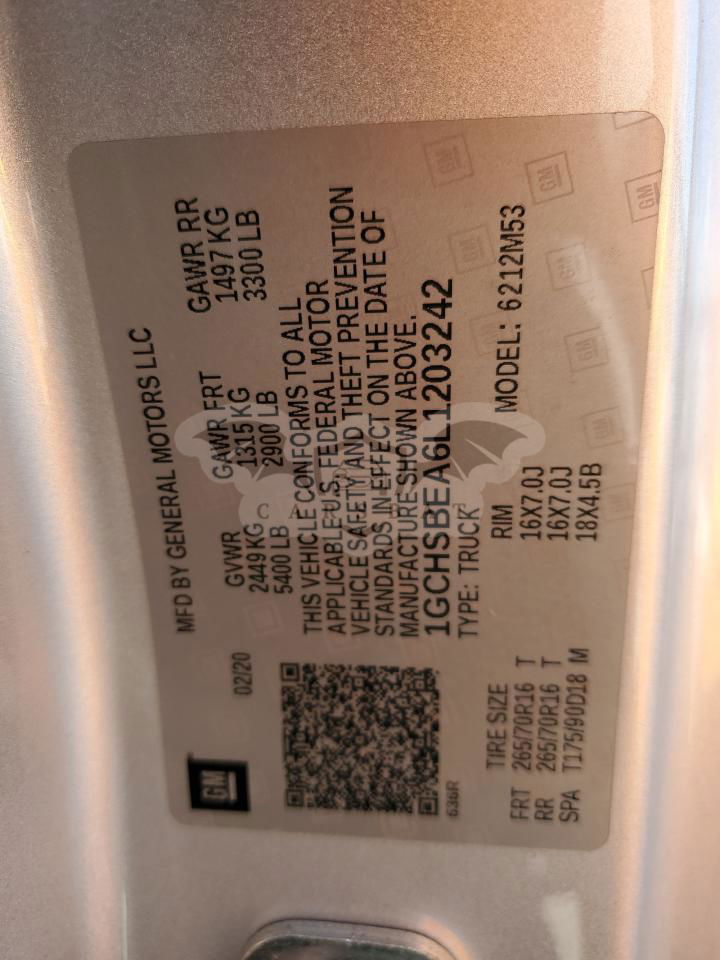 GM
MFD BY GENERAL MOTORS LLC
02/20
GVWR GAWR FRT GAWR RR
2449 KG 1315 KG 1497 KG
5400 LB 2900 LB 3300 LB
THIS VEHICLE CONFORMS TO ALL
APPLICABLE U.S. FEDERAL MOTOR
VEHICLE SAFETY AND THEFT PREVENTION
STANDARDS IN EFFECT ON THE DATE OF
MANUFACTURE SHOWN ABOVE.
1GCHSBEA6L1203242
636R
TYPE: TRUCK MODEL: 6212M53
TIRE SIZE RIM
FRT 265/70R16 T 16X7.0J
RR 265/70R16 T 16X7.0J
SPA T175/90D18 M 18X4.5B